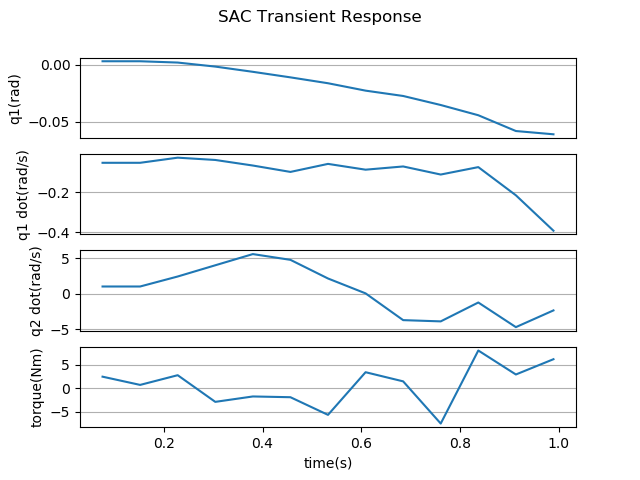 SAC Transient Response
0.00
−0.05
q1(rad)
−0.2
−0.4
q1 dot(rad/s)
5
0
−5
q2 dot(rad/s)
5
0
−5
torque(Nm)
0.2 0.4 0.6 0.8 1.0
time(s)